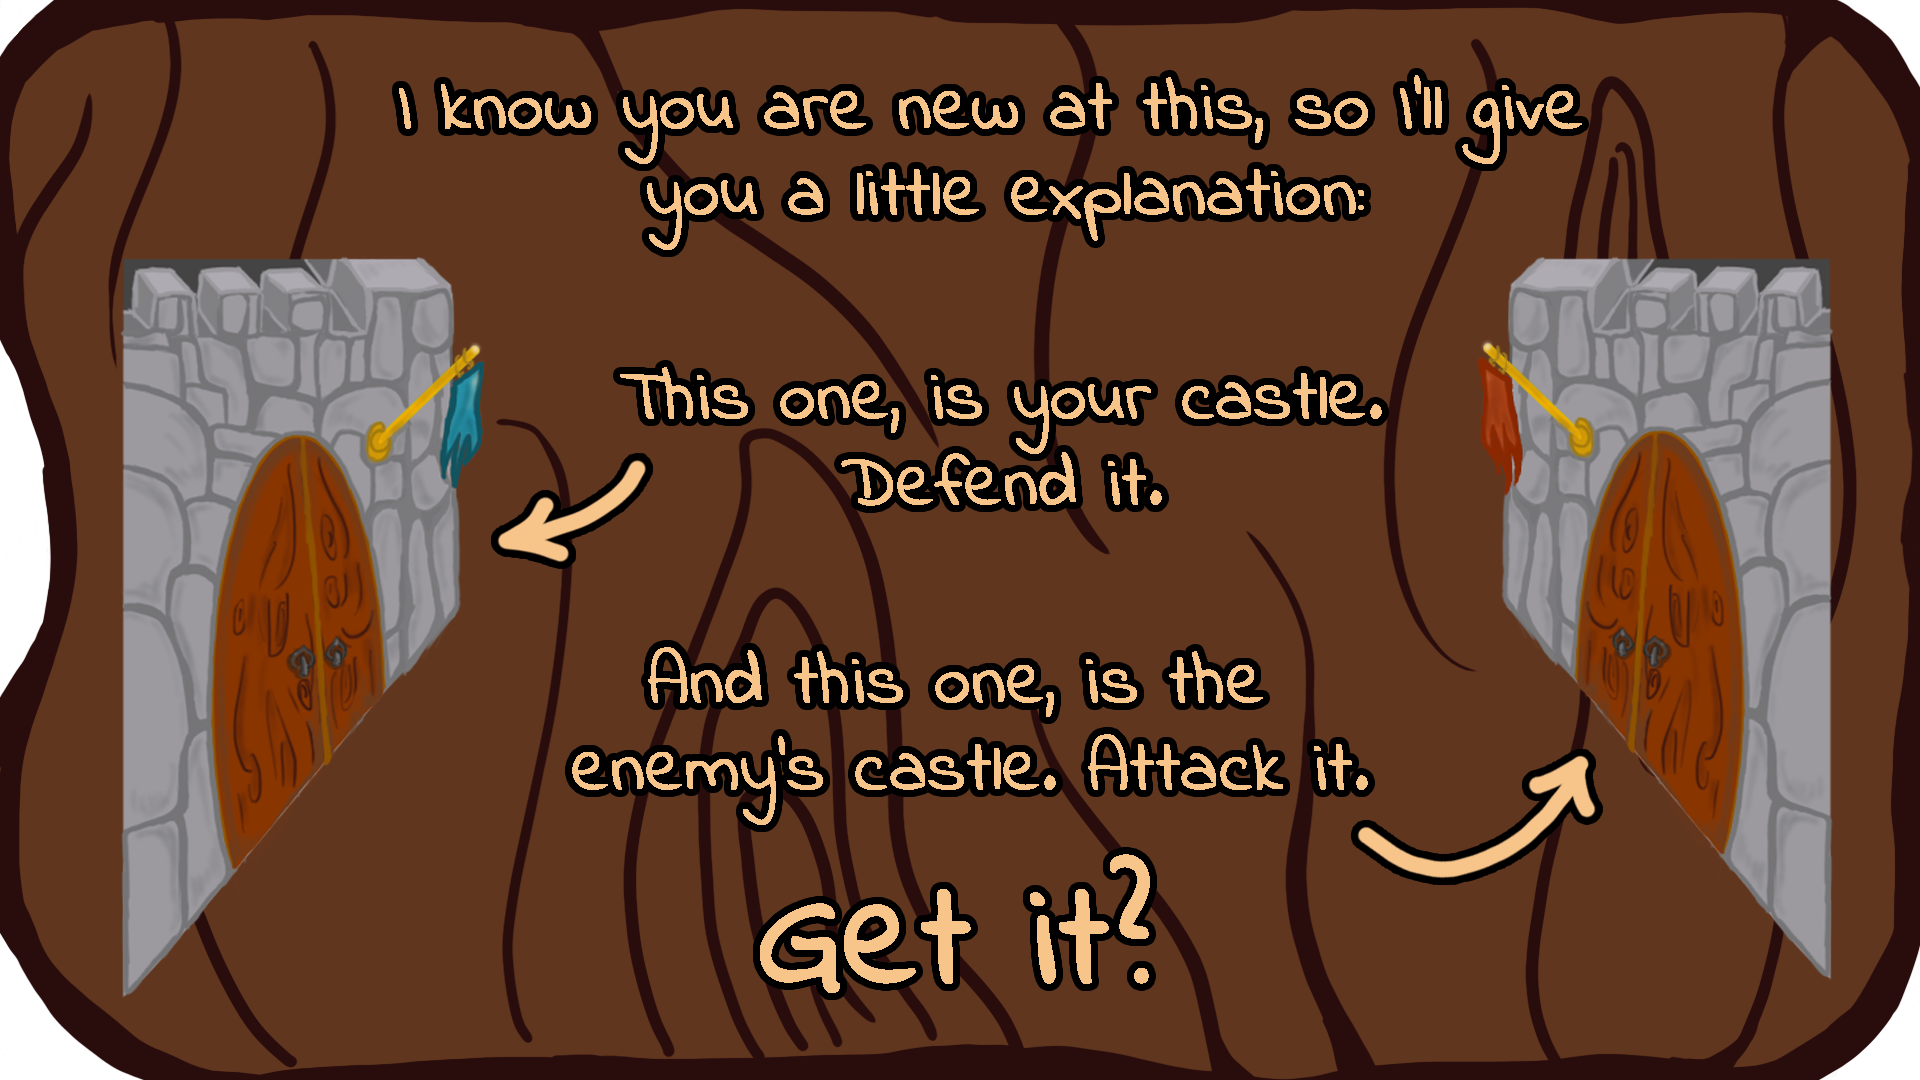 I know you are new at this, so I'll give
you a little explanation:
This one, is your castle.
Defend it.
And this one, is the
enemy's castle. Attack it.
Get it?